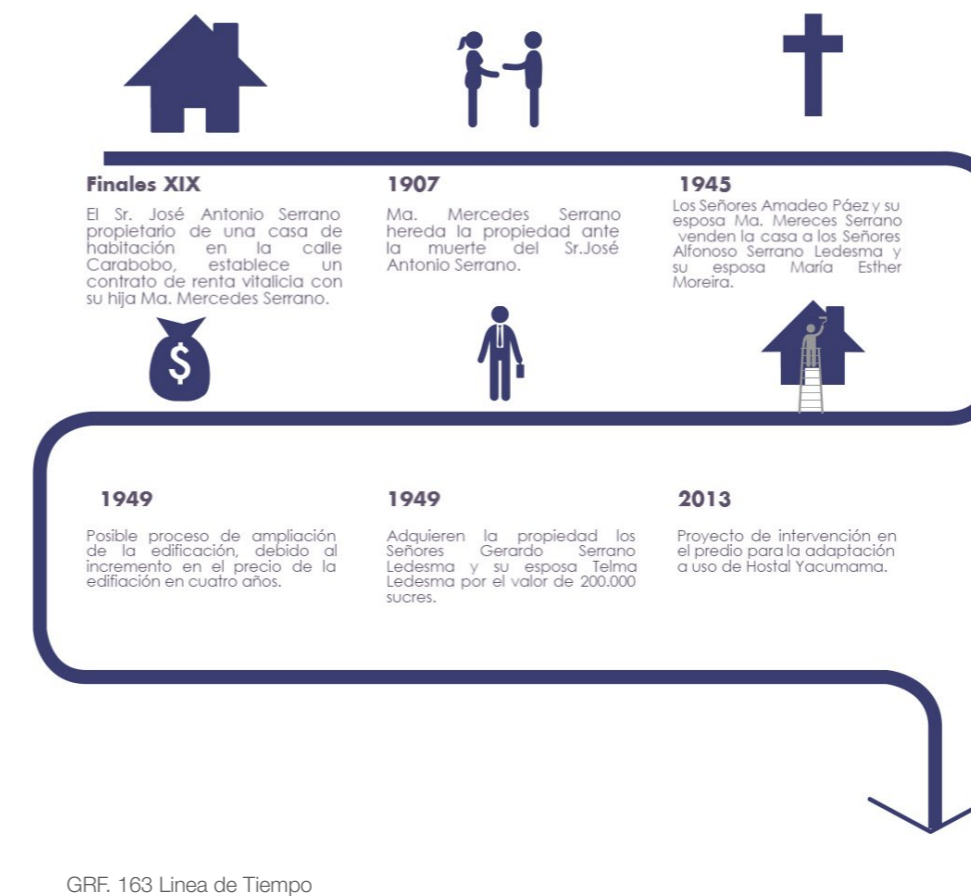 Finales XIX
El Sr. José Antonio Serrano
propietario de una casa de
habitación en la calle
Carabobo, establece un
contrato de renta vitalicia con
su hija Ma. Mercedes Serrano.
1907
Ma. Mercedes Serrano
hereda la propiedad ante
la muerte del Sr.José
Antonio Serrano.
1945
Los Señores Amadeo Páez y su
esposa Ma. Mereces Serrano
venden la casa a los Señores
Alfonoso Serrano Ledesma y
su esposa María Esther
Moreira.
$
1949
Posible proceso de ampliación
de la edificación, debido al
incremento en el precio de la
edifiación en cuatro años.
1949
Adquieren la propiedad los
Señores Gerardo Serrano
Ledesma y su esposa Telma
Ledesma por el valor de 200.000
sucres.
2013
Proyecto de intervención en
el predio para la adaptación
a uso de Hostal Yacumama.
GRF. 163 Linea de Tiempo